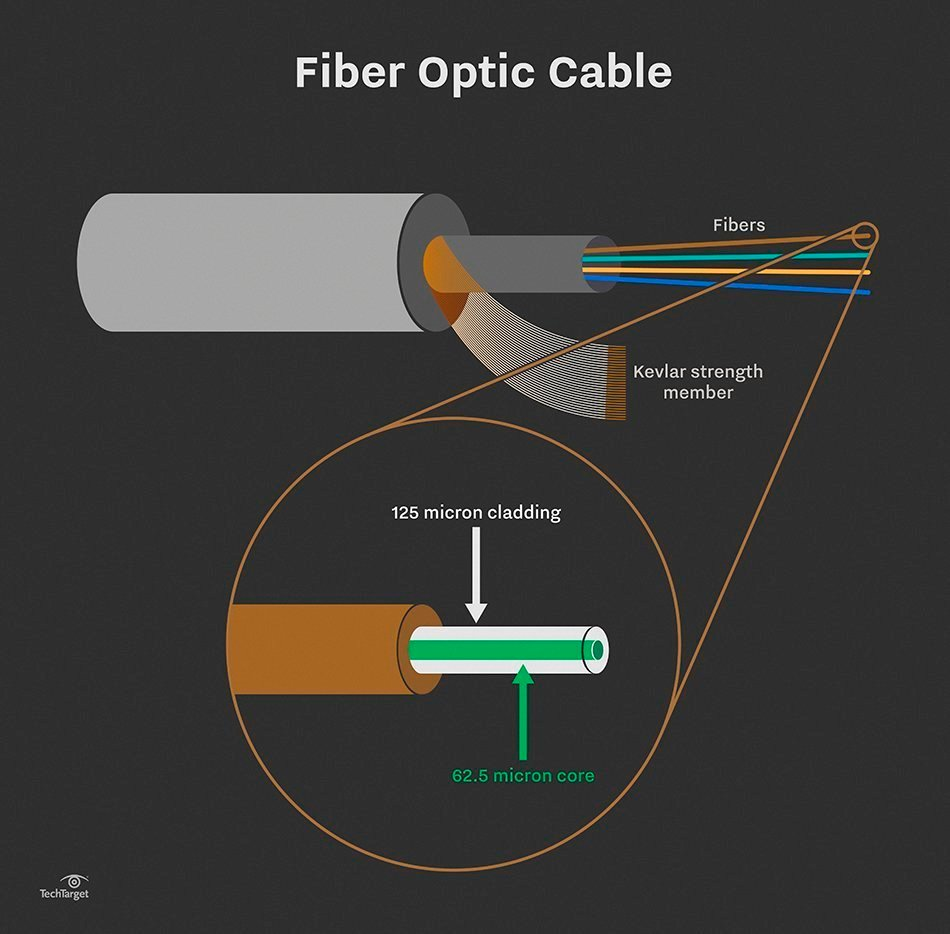 Fiber Optic Cable
Fibers
Kevlar strength
member
125 micron cladding
62.5 micron core
TechTarget